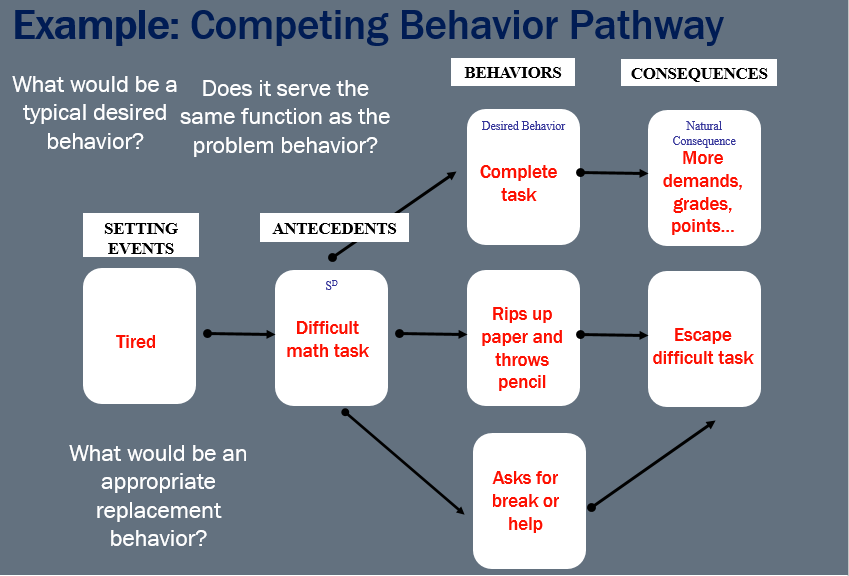 Example: Competing Behavior Pathway
What would be a
typical desired
behavior?
Does it serve the
same function as the
problem behavior?
BEHAVIORS
CONSEQUENCES
Desired Behavior
Complete
task
Natural
Consequence
More
demands,
grades,
points...
SETTING
EVENTS
ANTECEDENTS
Tired
SD
Difficult
math task
Rips up
paper and
throws
pencil
Escape
difficult task
What would be an
appropriate
replacement
behavior?
Asks for
break or
help